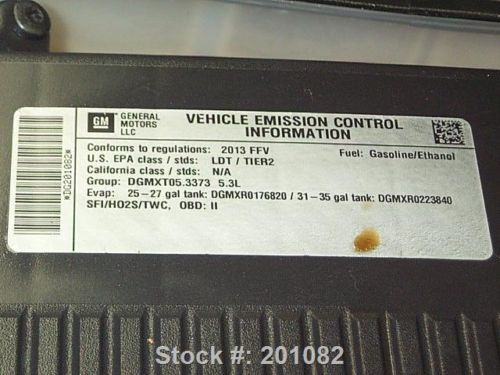 GM GENERAL MOTORS LLC
VEHICLE EMISSION CONTROL INFORMATION
Conforms to regulations: 2013 FFV Fuel: Gasoline/Ethanol
U.S. EPA class / stds: LDT / TIER2
California class / stds: N/A
Group: DGMXT05.3373 5.3L
Evap: 25-27 gal tank: DGMXR0176820 / 31-35 gal tank: DGMXR0223840
SFI/HO2S/TWC, OBD: II
*DG201082*
Stock #: 201082